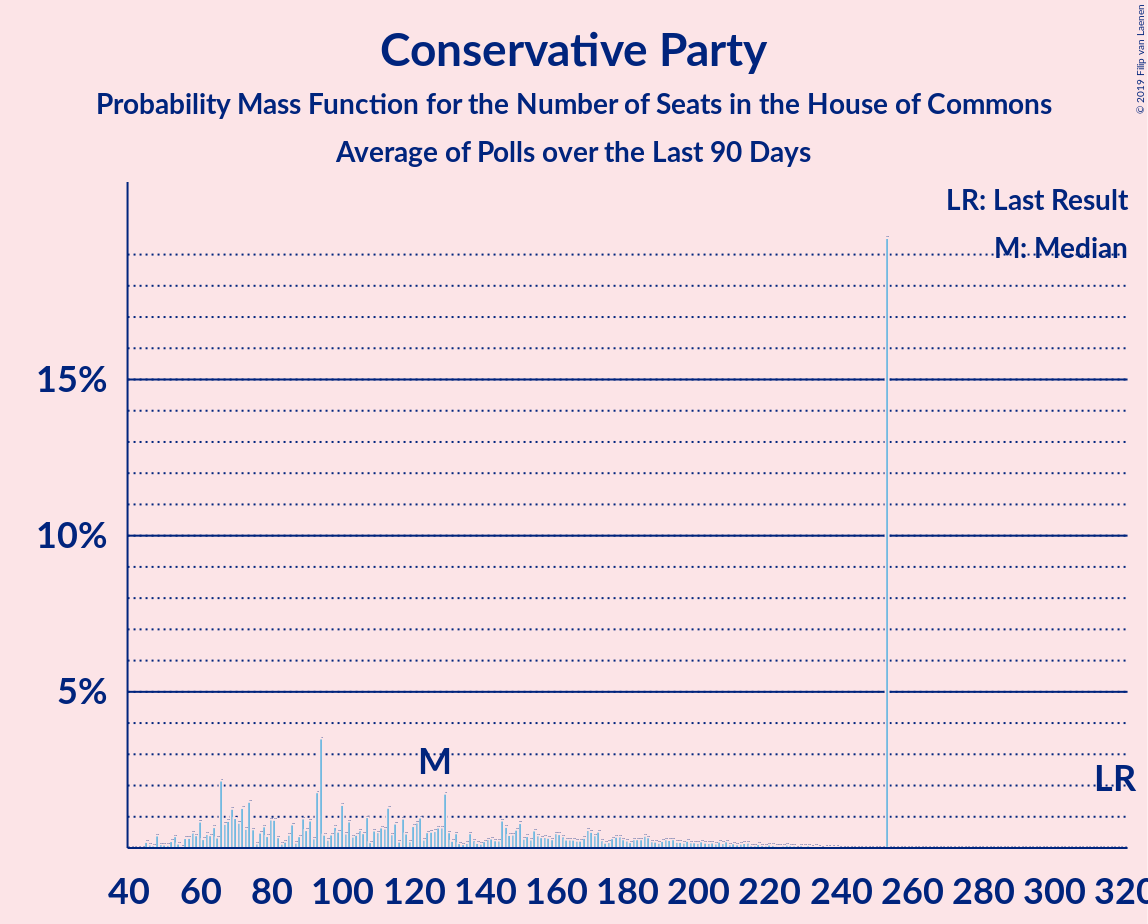 Conservative Party
Probability Mass Function for the Number of Seats in the House of Commons
Average of Polls over the Last 90 Days
© 2019 Filip van Laenen
LR: Last Result
M: Median
15%
10%
5%
M
LR
40 60 80 100 120 140 160 180 200 220 240 260 280 300 320